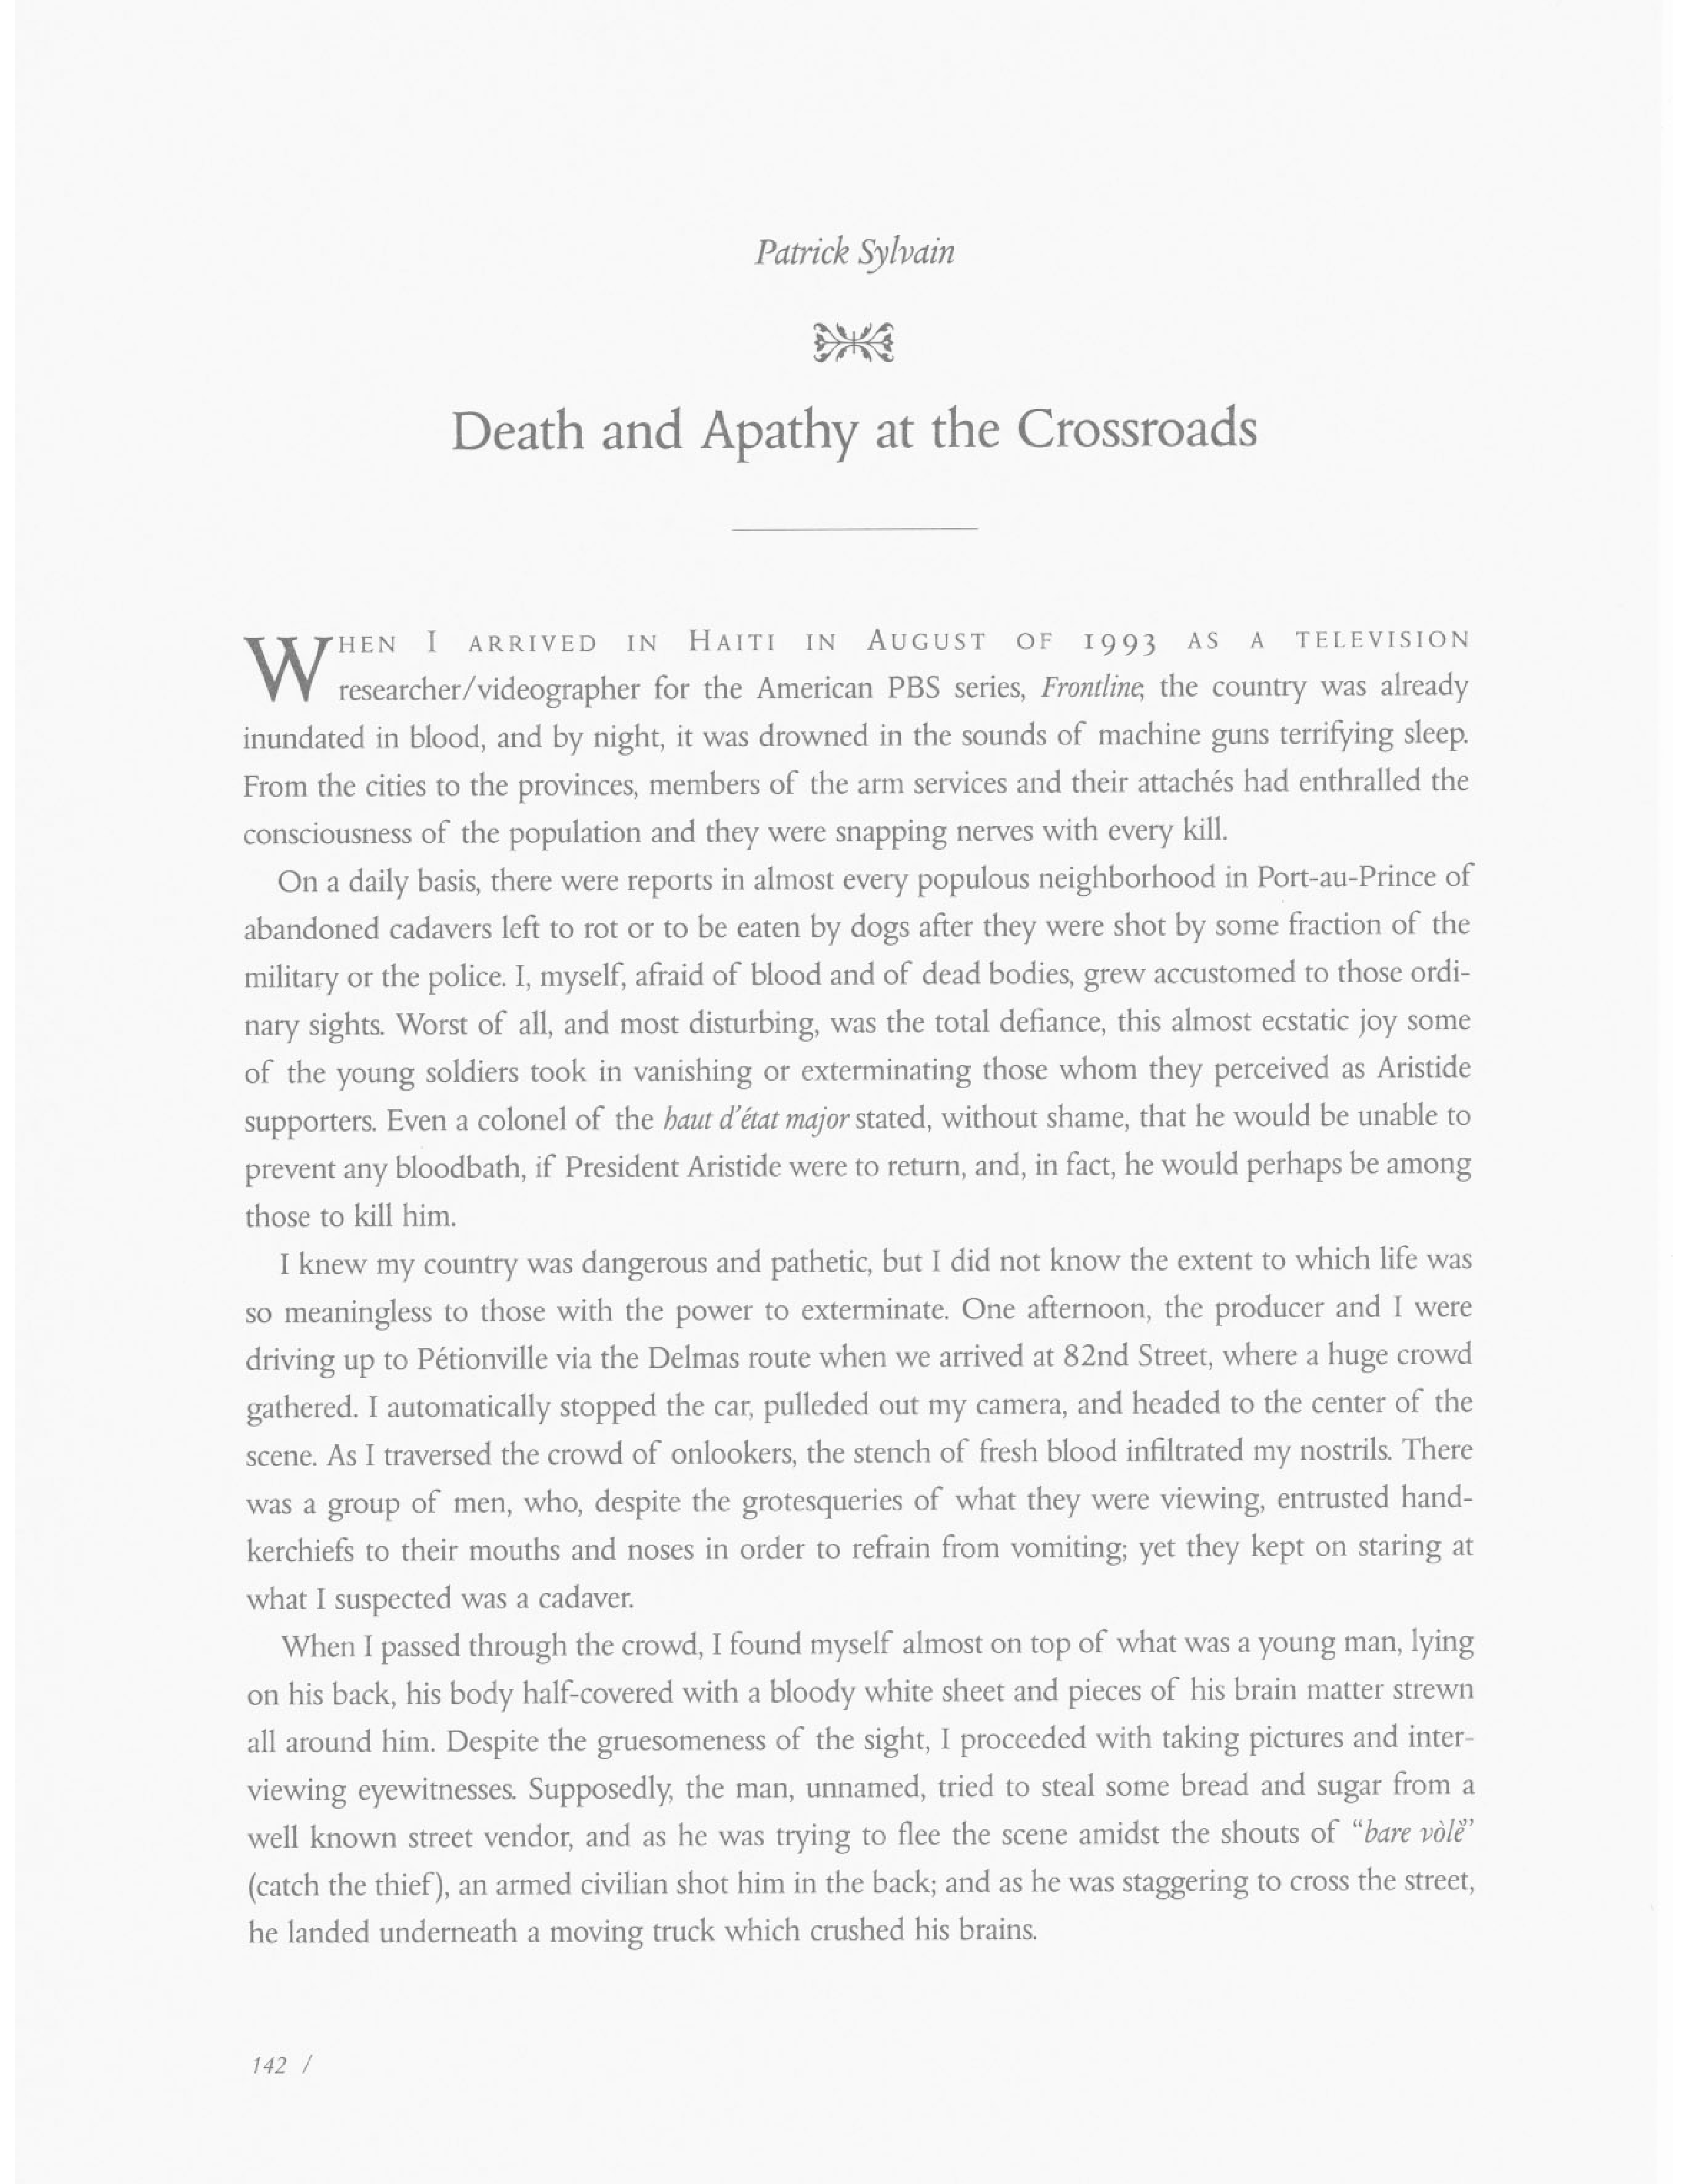 Patrick Sylvain
Death and Apathy at the Crossroads
WHEN I ARRIVED IN HAITI IN AUGUST OF 1993 AS A TELEVISION
researcher/videographer for the American PBS series, Frontline, the country was already
inundated in blood, and by night, it was drowned in the sounds of machine guns terrifying sleep.
From the cities to the provinces, members of the arm services and their attachés had enthralled the
consciousness of the population and they were snapping nerves with every kill.
On a daily basis, there were reports in almost every populous neighborhood in Port-au-Prince of
abandoned cadavers left to rot or to be eaten by dogs after they were shot by some fraction of the
military or the police. I, myself, afraid of blood and of dead bodies, grew accustomed to those ordi-
nary sights. Worst of all, and most disturbing, was the total defiance, this almost ecstatic joy some
of the young soldiers took in vanishing or exterminating those whom they perceived as Aristide
supporters. Even a colonel of the haut d'état major stated, without shame, that he would be unable to
prevent any bloodbath, if President Aristide were to return, and, in fact, he would perhaps be among
those to kill him.
I knew my country was dangerous and pathetic, but I did not know the extent to which life was
so meaningless to those with the power to exterminate. One afternoon, the producer and I were
driving up to Pétionville via the Delmas route when we arrived at 82nd Street, where a huge crowd
gathered. I automatically stopped the car, pulleded out my camera, and headed to the center of the
scene. As I traversed the crowd of onlookers, the stench of fresh blood infiltrated my nostrils. There
was a group of men, who, despite the grotesqueries of what they were viewing, entrusted hand-
kerchiefs to their mouths and noses in order to refrain from vomiting; yet they kept on staring at
what I suspected was a cadaver.
When I passed through the crowd, I found myself almost on top of what was a young man, lying
on his back, his body half-covered with a bloody white sheet and pieces of his brain matter strewn
all around him. Despite the gruesomeness of the sight, I proceeded with taking pictures and inter-
viewing eyewitnesses. Supposedly, the man, unnamed, tried to steal some bread and sugar from a
well known street vendor, and as he was trying to flee the scene amidst the shouts of "bare vòlè"
(catch the thief), an armed civilian shot him in the back; and as he was staggering to cross the street,
he landed underneath a moving truck which crushed his brains.
142 /